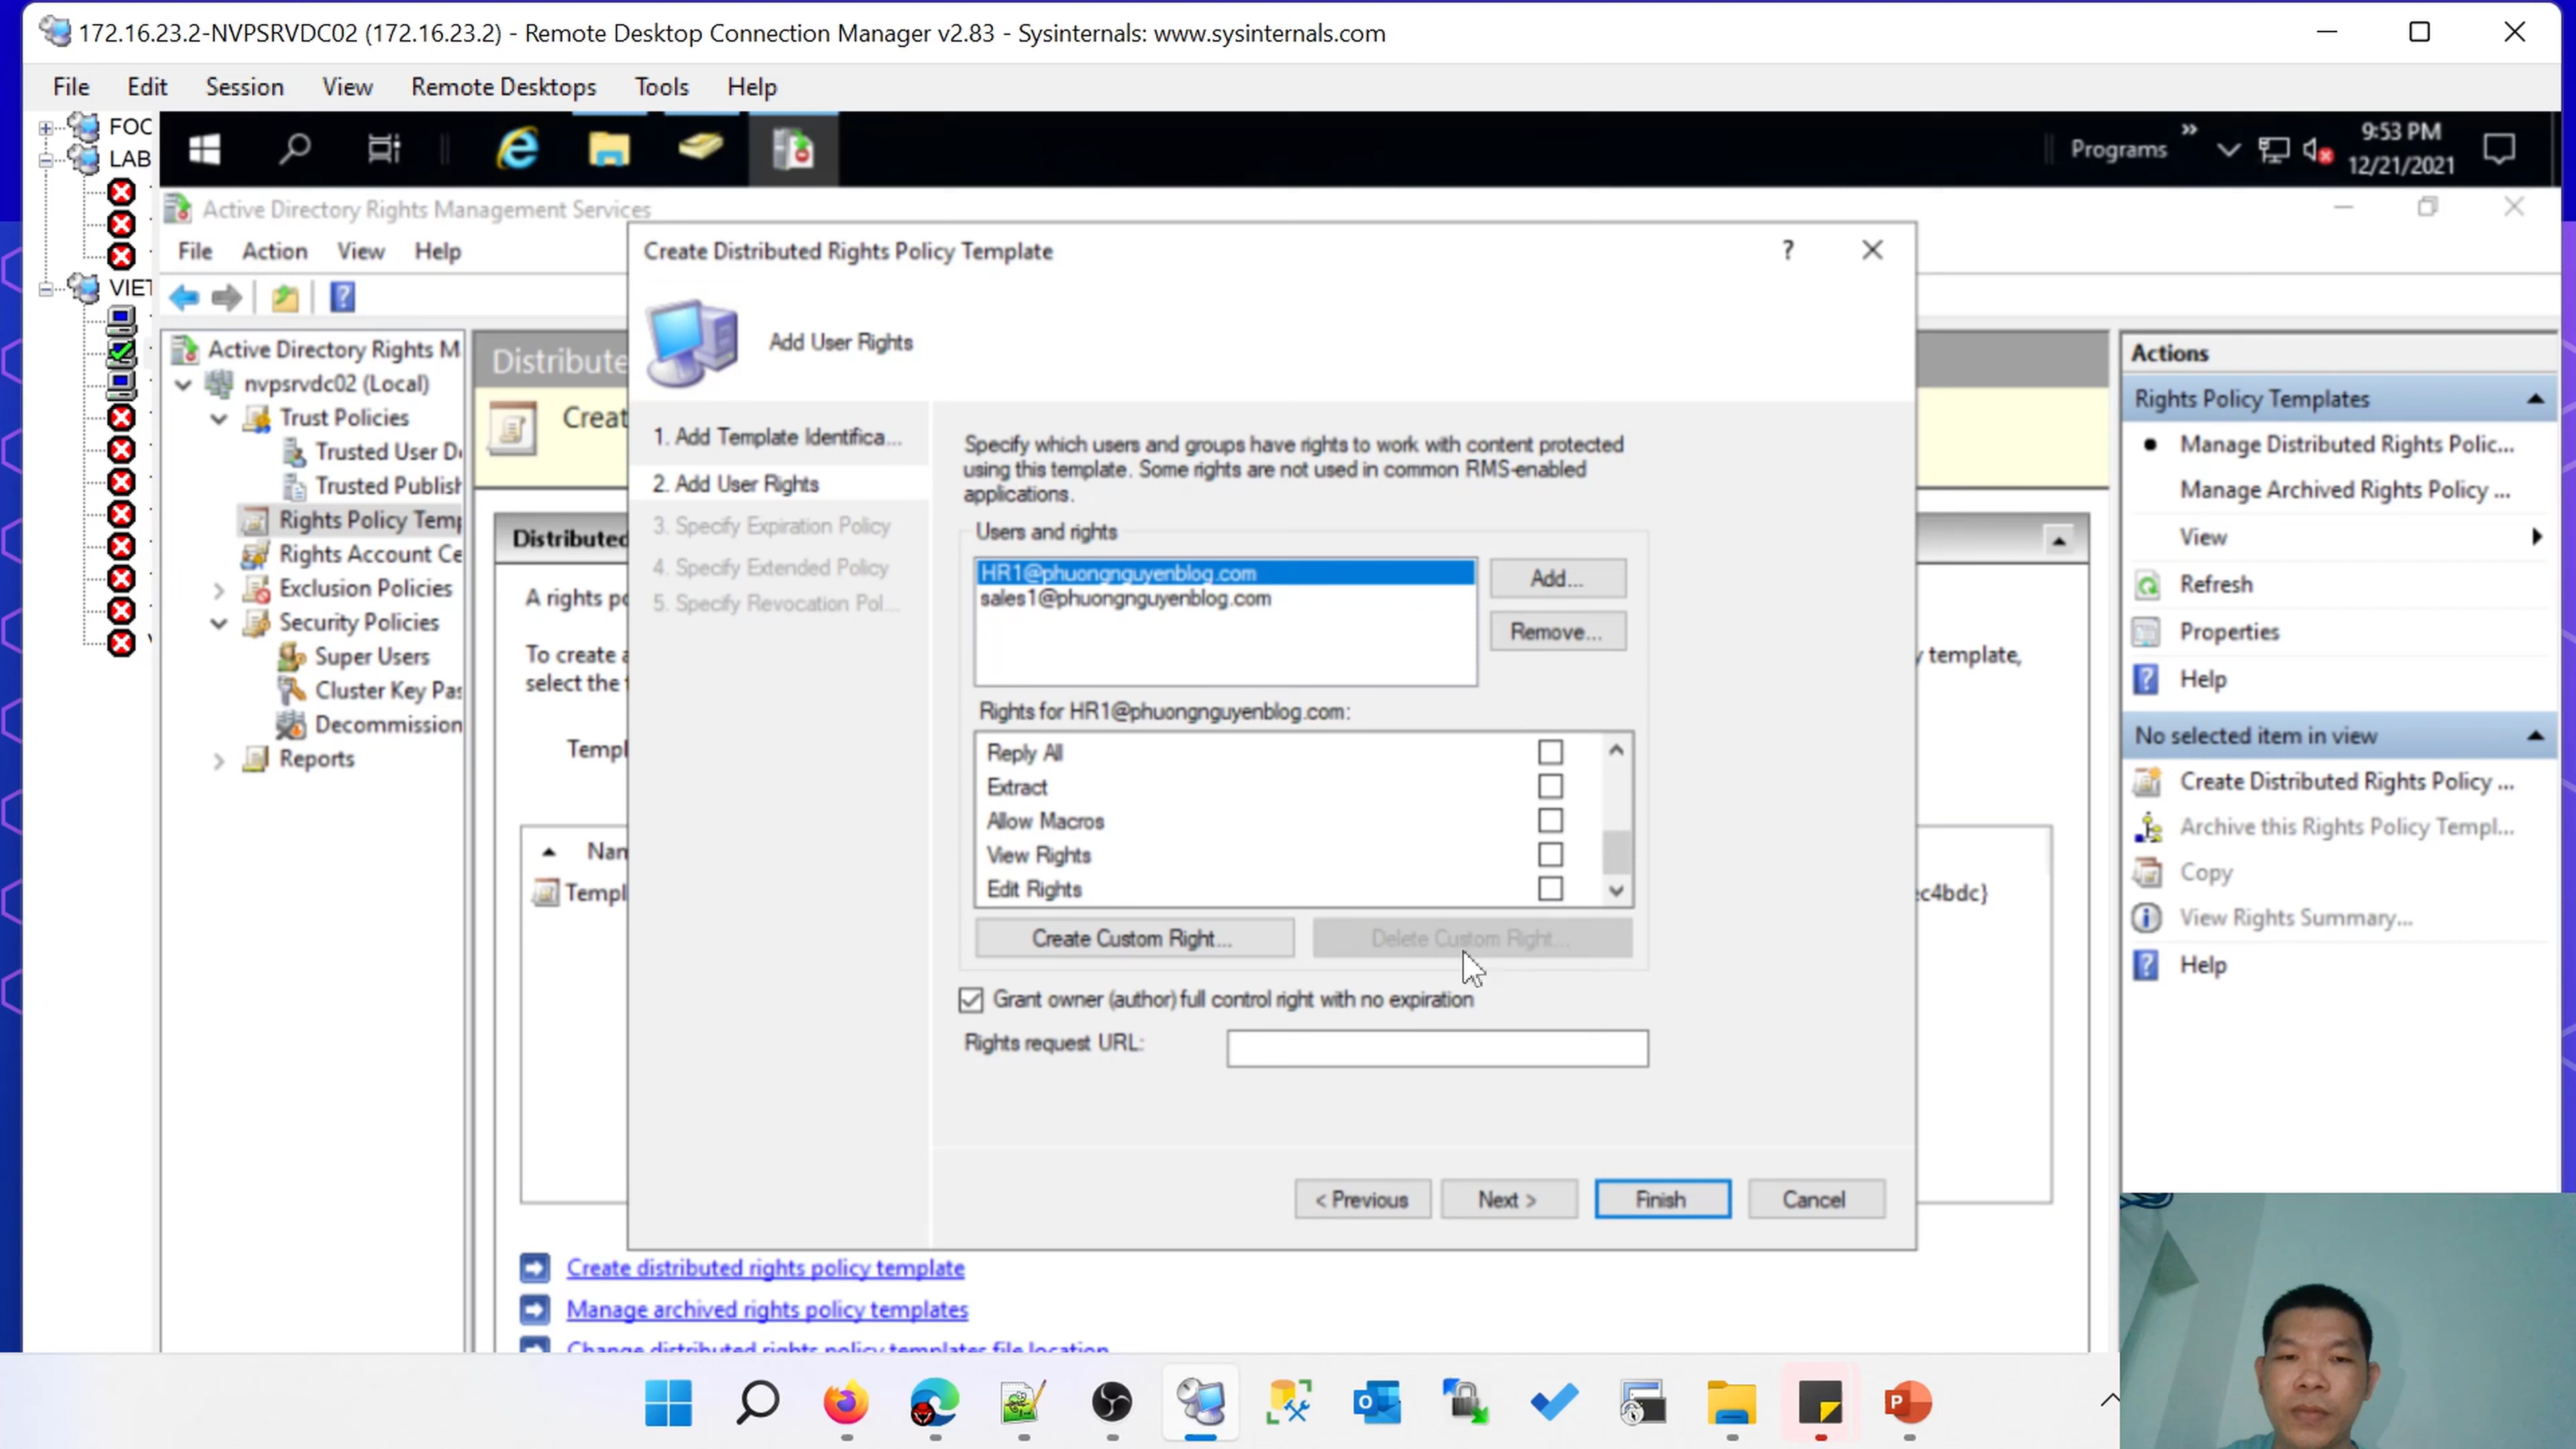 172.16.23.2-NVPSRVDC02 (172.16.23.2) - Remote Desktop Connection Manager v2.83 - Sysinternals: www.sysinternals.com
File Edit Session View Remote Desktops Tools Help
FOC
LAB
VIET
Programs
9:53 PM
12/21/2021
Active Directory Rights Management Services
File Action View Help
Active Directory Rights M
nvpsrvdc02 (Local)
Trust Policies
Trusted User D
Trusted Publish
Rights Policy Temp
Rights Account Ce
Exclusion Policies
Security Policies
Super Users
Cluster Key Pas
Decommission
Reports
Distribute
Creat
Distributed
A rights po
To create a
select the
y template,
Templ
Nam
Templ
c4bdc}
Create distributed rights policy template
Manage archived rights policy templates
Change distributed rights policy templates file location
Create Distributed Rights Policy Template
Add User Rights
1. Add Template Identifica...
2. Add User Rights
3. Specify Expiration Policy
4. Specify Extended Policy
5. Specify Revocation Pol...
Specify which users and groups have rights to work with content protected
using this template. Some rights are not used in common RMS-enabled
applications.
Users and rights
HR1@phuongnguyenblog.com
sales1@phuongnguyenblog.com
Add...
Remove...
Rights for HR1@phuongnguyenblog.com:
Reply All
Extract
Allow Macros
View Rights
Edit Rights
Create Custom Right...
Delete Custom Right...
Grant owner (author) full control right with no expiration
Rights request URL:
< Previous
Next >
Finish
Cancel
Actions
Rights Policy Templates
Manage Distributed Rights Polic...
Manage Archived Rights Policy ...
View
Refresh
Properties
Help
No selected item in view
Create Distributed Rights Policy ...
Archive this Rights Policy Templ...
Copy
View Rights Summary...
Help